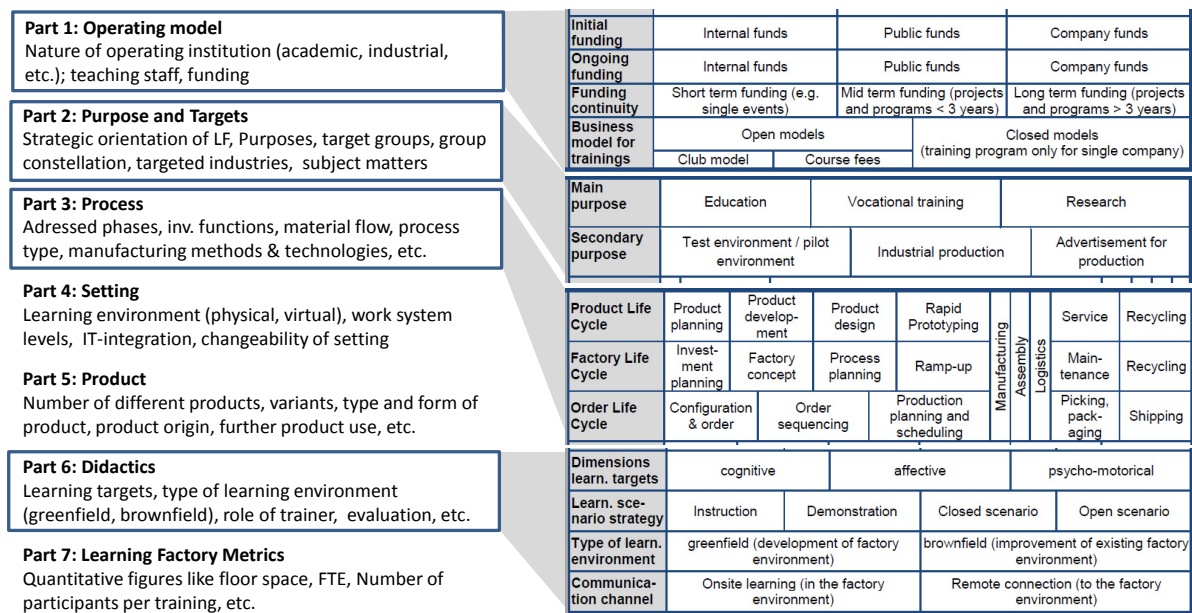 Part 1: Operating model
Nature of operating institution (academic, industrial,
etc.); teaching staff, funding
Part 2: Purpose and Targets
Strategic orientation of LF, Purposes, target groups, group
constellation, targeted industries, subject matters
Part 3: Process
Adressed phases, inv. functions, material flow, process
type, manufacturing methods & technologies, etc.
Part 4: Setting
Learning environment (physical, virtual), work system
levels, IT-integration, changeability of setting
Part 5: Product
Number of different products, variants, type and form of
product, product origin, further product use, etc.
Part 6: Didactics
Learning targets, type of learning environment
(greenfield, brownfield), role of trainer, evaluation, etc.
Part 7: Learning Factory Metrics
Quantitative figures like floor space, FTE, Number of
participants per training, etc.
Initial
funding
Internal funds
Public funds
Company funds
Ongoing
funding
Internal funds
Public funds
Company funds
Funding
continuity
Short term funding (e.g.
single events)
Mid term funding (projects
and programs < 3 years)
Long term funding (projects
and programs > 3 years)
Business
model for
trainings
Open models
Club model
Course fees
Closed models
(training program only for single company)
Main
purpose
Education
Vocational training
Research
Secondary
purpose
Test environment / pilot
environment
Industrial production
Advertisement for
production
Product Life
Cycle
Product
planning
Product
develop-
ment
Product
design
Rapid
Prototyping
Manufacturing
Assembly
Logistics
Service
Recycling
Factory Life
Cycle
Invest-
ment
planning
Factory
concept
Process
planning
Ramp-up
Main-
tenance
Recycling
Order Life
Cycle
Configuration
& order
Order
sequencing
Production
planning and
scheduling
Picking,
pack-
aging
Shipping
Dimensions
learn. targets
cognitive
affective
psycho-motorical
Learn. sce-
nario strategy
Instruction
Demonstration
Closed scenario
Open scenario
Type of learn.
environment
greenfield (development of factory
environment)
brownfield (improvement of existing factory
environment)
Communica-
tion channel
Onsite learning (in the factory
environment)
Remote connection (to the factory
environment)